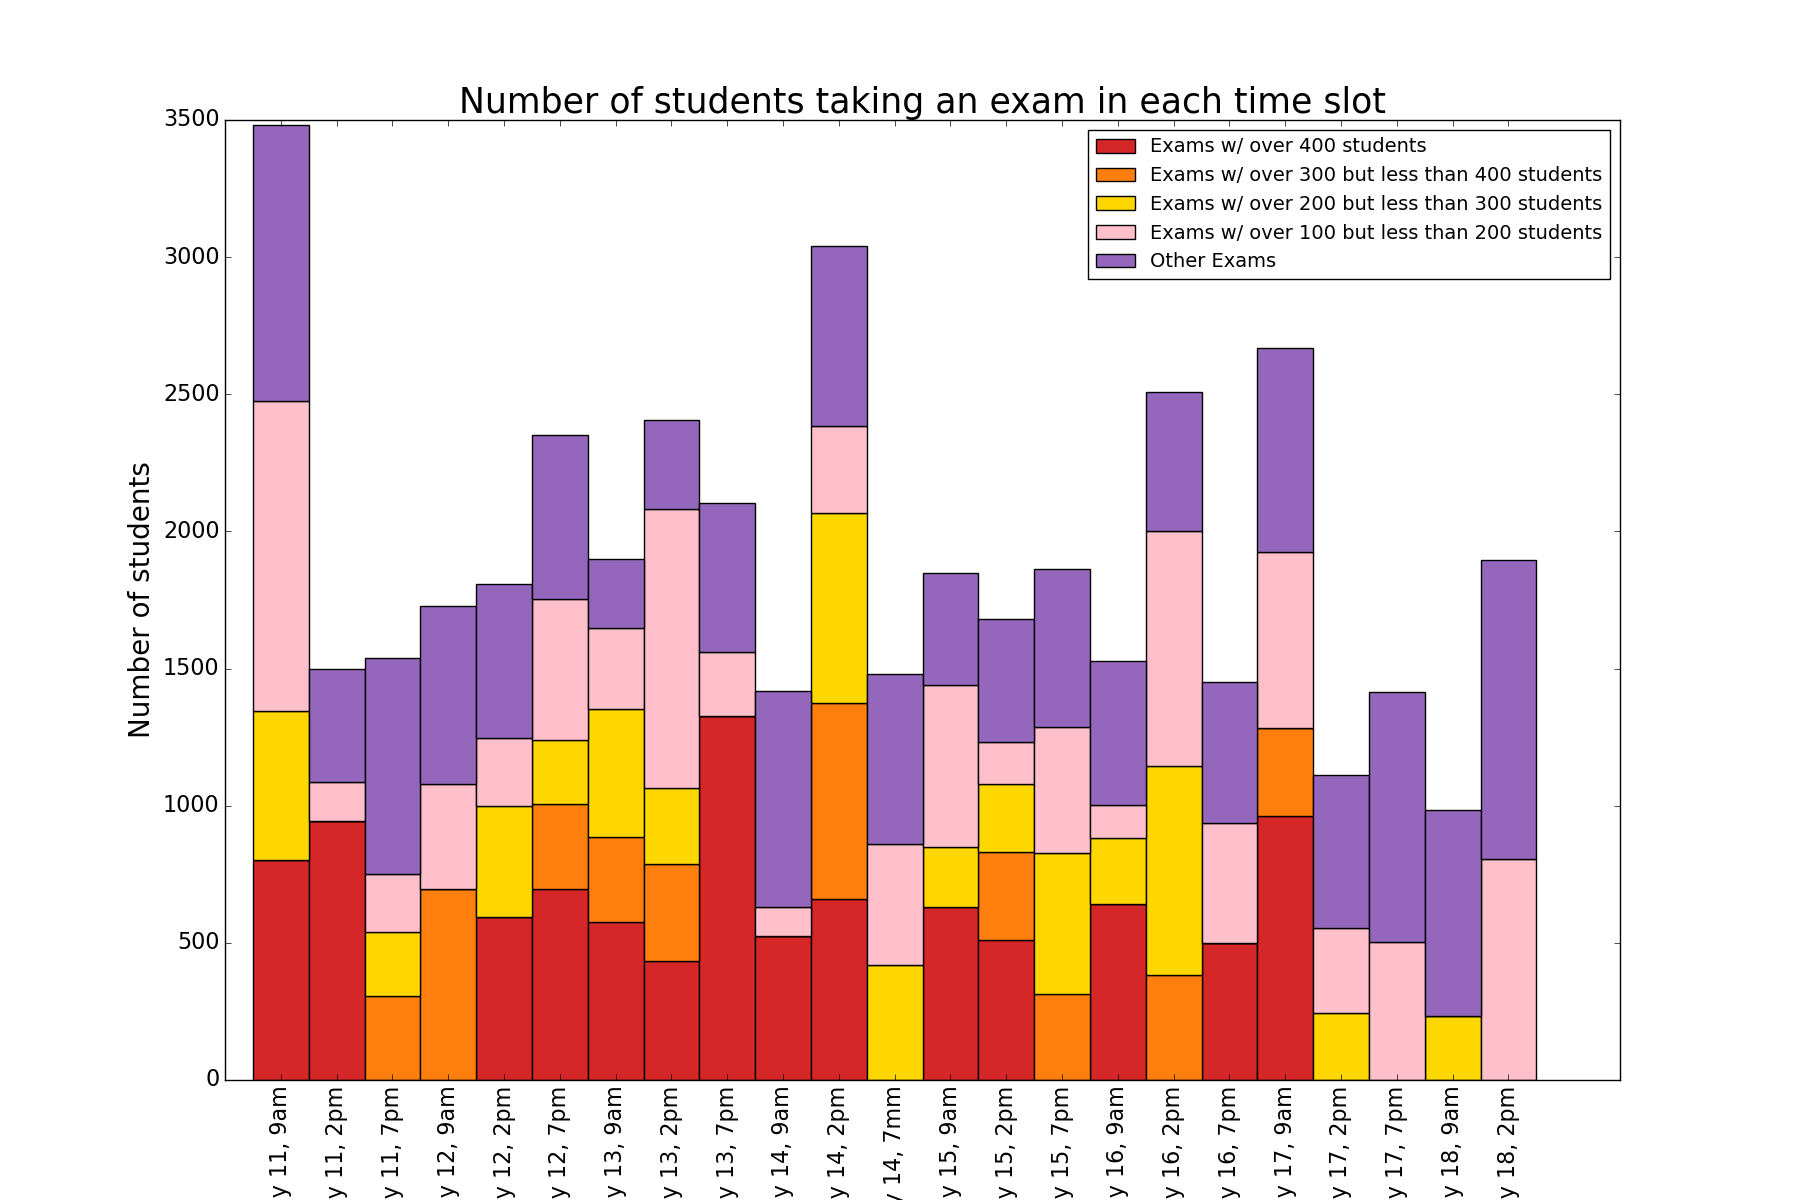 Number of students taking an exam in each time slot
Exams w/ over 400 students
Exams w/ over 300 but less than 400 students
Exams w/ over 200 but less than 300 students
Exams w/ over 100 but less than 200 students
Other Exams
Number of students
3500
3000
2500
2000
1500
1000
500
0
y 11, 9am
y 11, 2pm
y 11, 7pm
y 12, 9am
y 12, 2pm
y 12, 7pm
y 13, 9am
y 13, 2pm
y 13, 7pm
y 14, 9am
y 14, 2pm
y 14, 7mm
y 15, 9am
y 15, 2pm
y 15, 7pm
y 16, 9am
y 16, 2pm
y 16, 7pm
y 17, 9am
y 17, 2pm
y 17, 7pm
y 18, 9am
y 18, 2pm